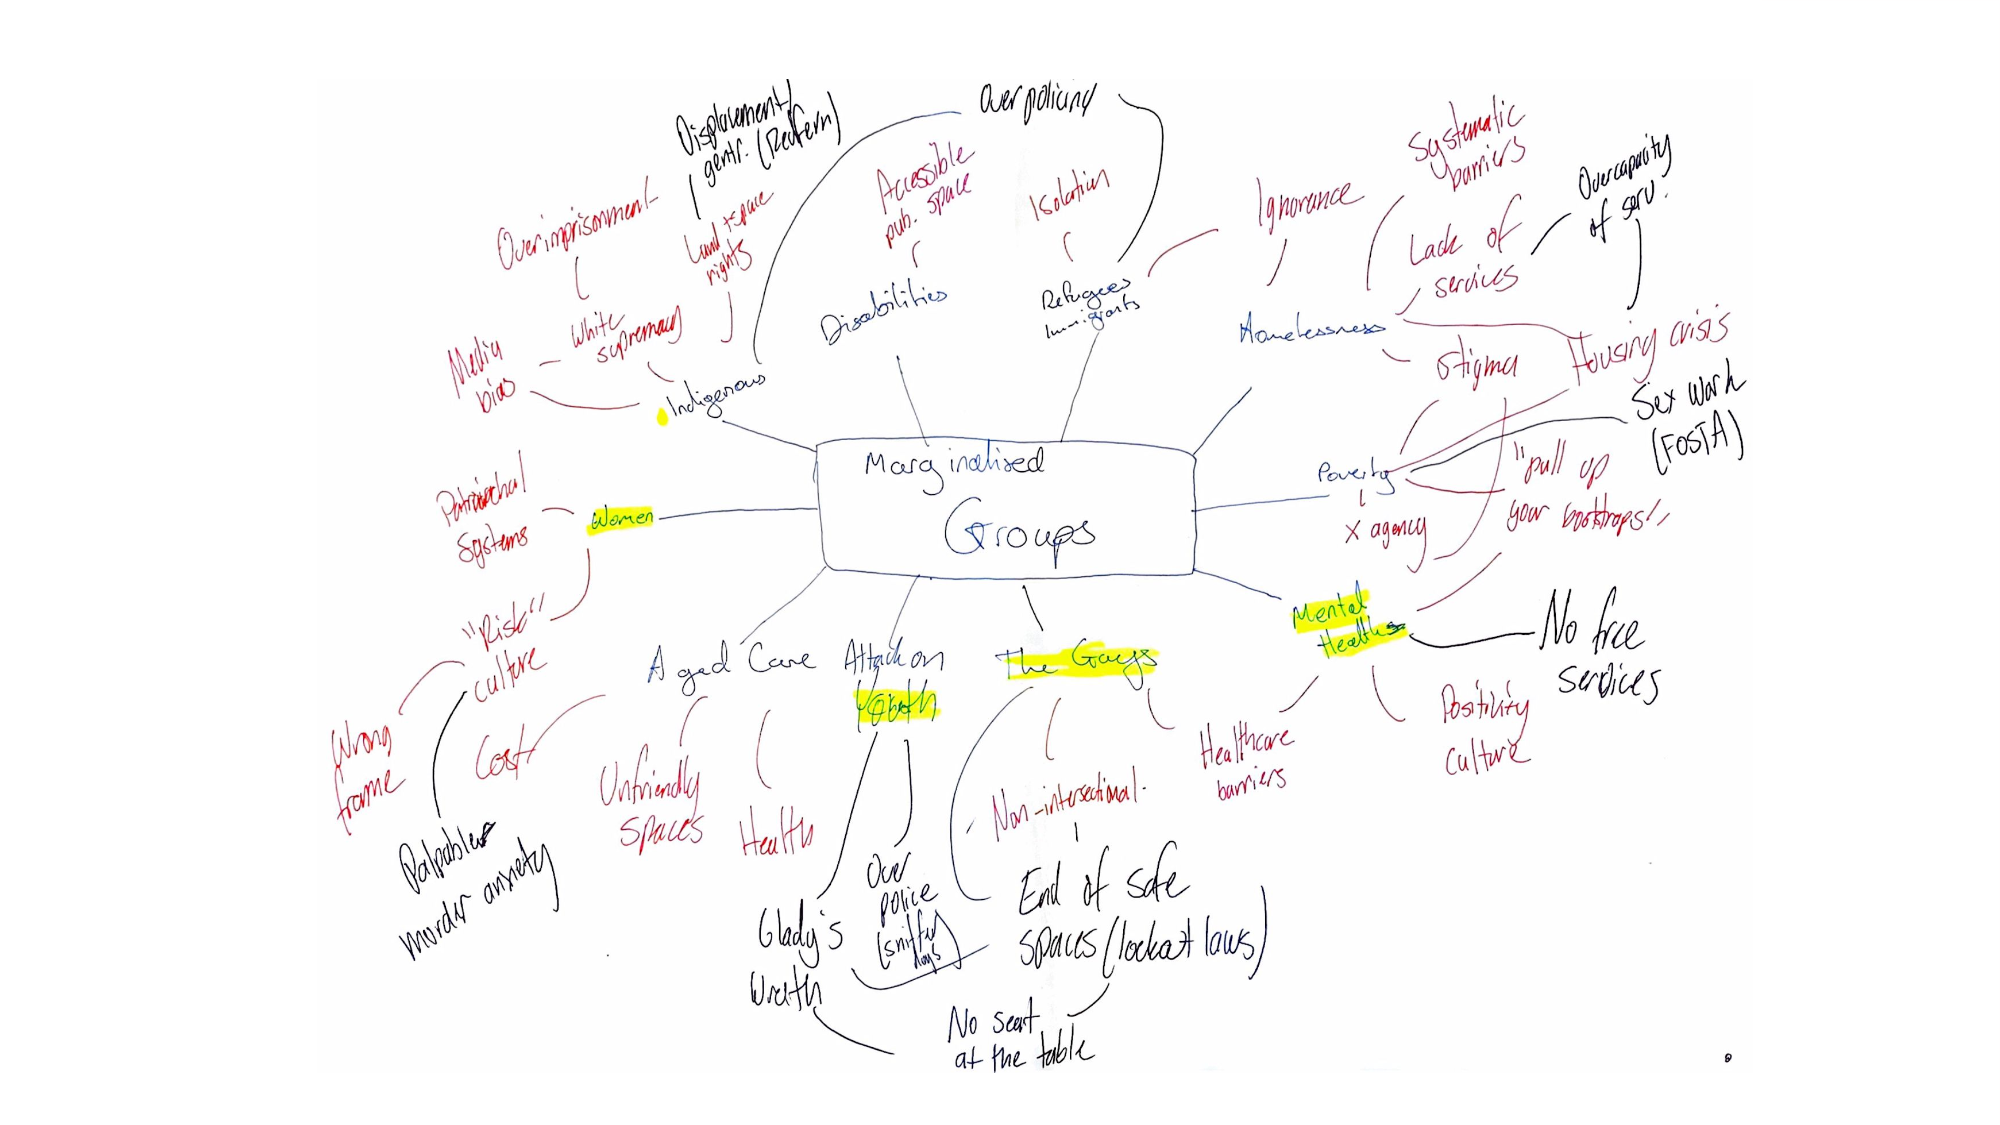 Over policing
Displacement/
gentr. (Redfern)
Accessible
pub. space
Isolation
Ignorance
Systematic
barriers
Overcapacity
of serv.
Overimprisonment
Land + space
rights
Lack of
services
White
supremacy
Media
bias
Indigenous
Disabilities
Refugees
Immigrants
Homelessness
Stigma
Housing crisis
Sex work
(FOSTA)
Marginalised
Groups
Poverty
X agency
"pull up
your bootstraps"
Patriarchal
Systems
Women
"Risk"
culture
Wrong
frame
Palpable
murder anxiety
Aged Care
Cost
Unfriendly
spaces
Health
Attack on
Youth
The Gays
Mental
Health
No free
services
Positivity
culture
Healthcare
barriers
Non-intersectional
Over
police
(sniffer
dogs)
Glady's
Wrath
End of safe
spaces (lockout laws)
No seat
at the table